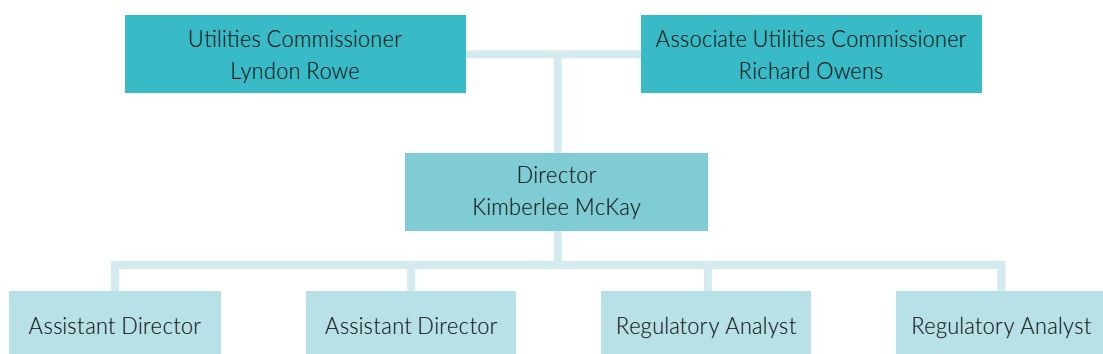 Utilities Commissioner
Lyndon Rowe
Associate Utilities Commissioner
Richard Owens
Director
Kimberlee McKay
Assistant Director
Assistant Director
Regulatory Analyst
Regulatory Analyst